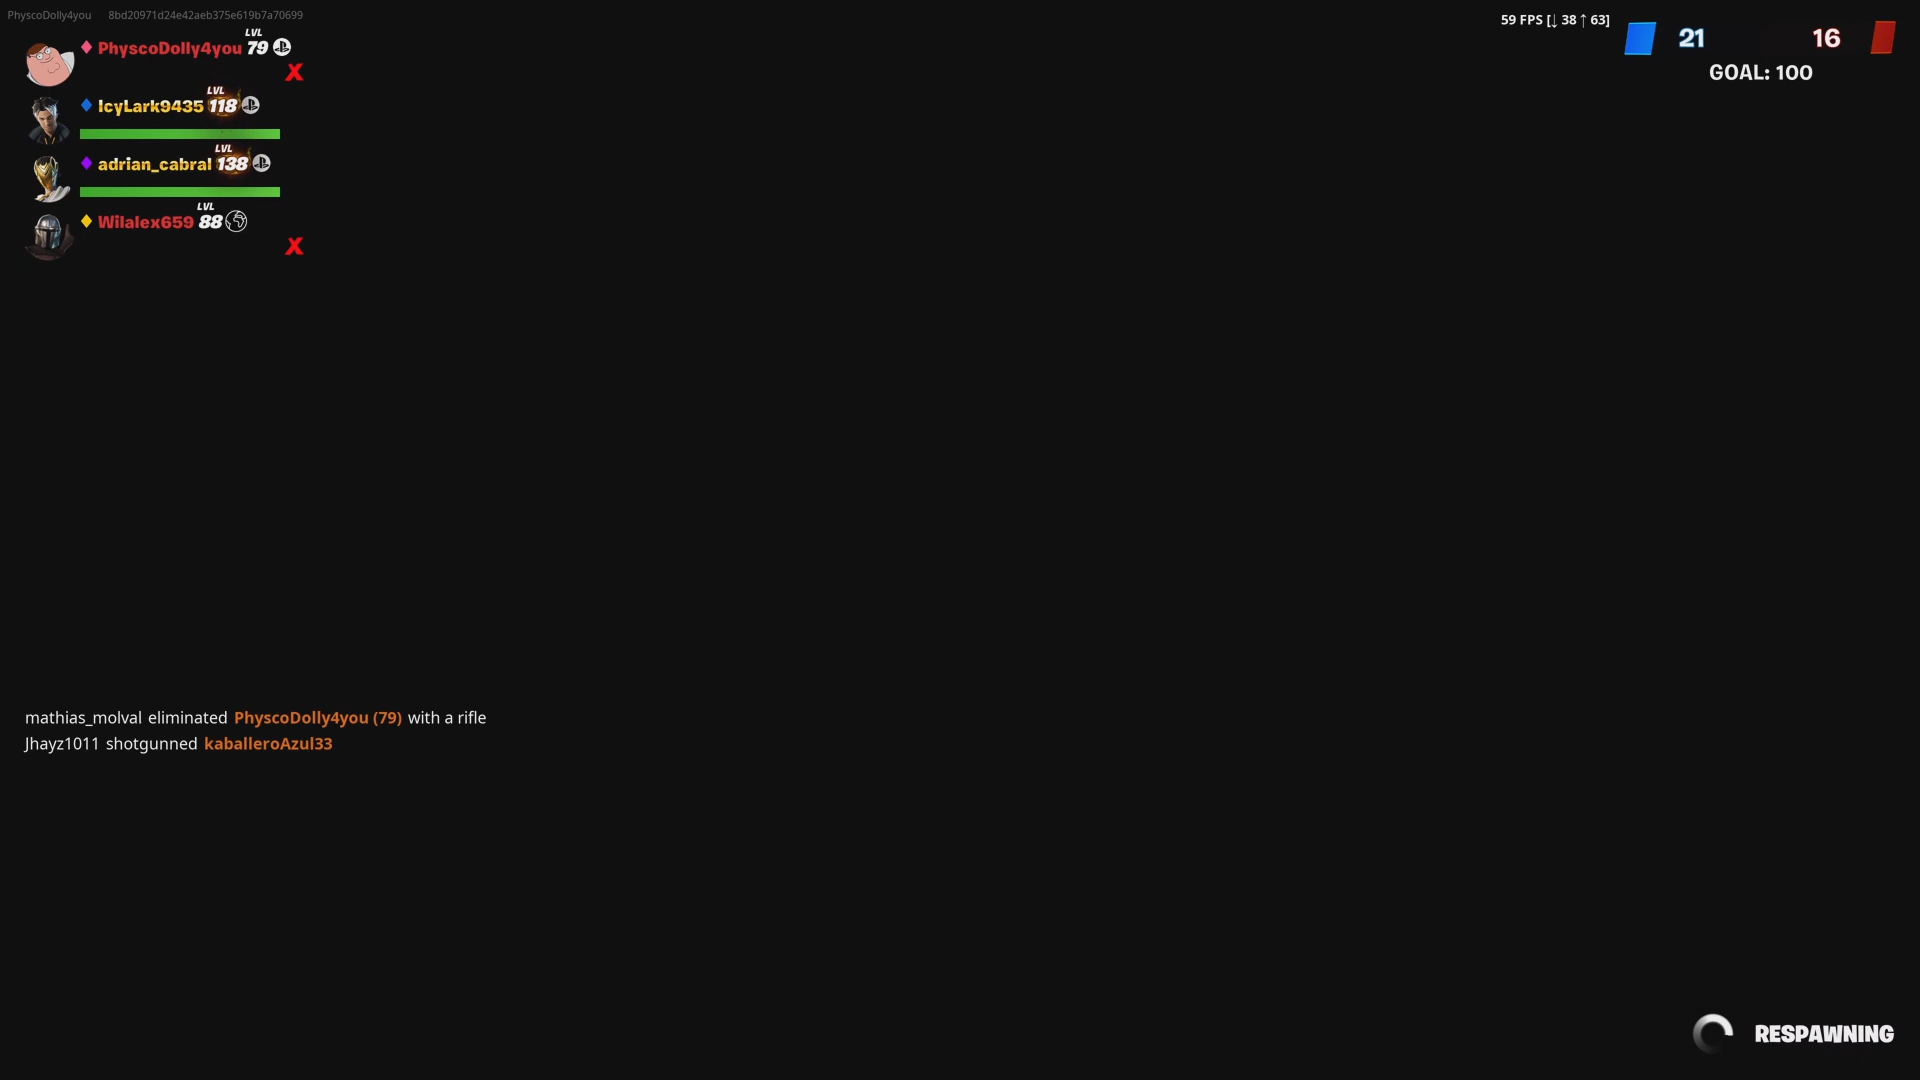 PhyscoDolly4you 8bd20971d24e42aeb375e619b7a70699
59 FPS [↓ 38 ↑ 63]
21 16
GOAL: 100
LVL
PhyscoDolly4you 79
X
LVL
IcyLark9435 118
LVL
adrian_cabral 138
LVL
Wilalex659 88
X
mathias_molval eliminated PhyscoDolly4you (79) with a rifle
Jhayz1011 shotgunned kaballeroAzul33
RESPAWNING